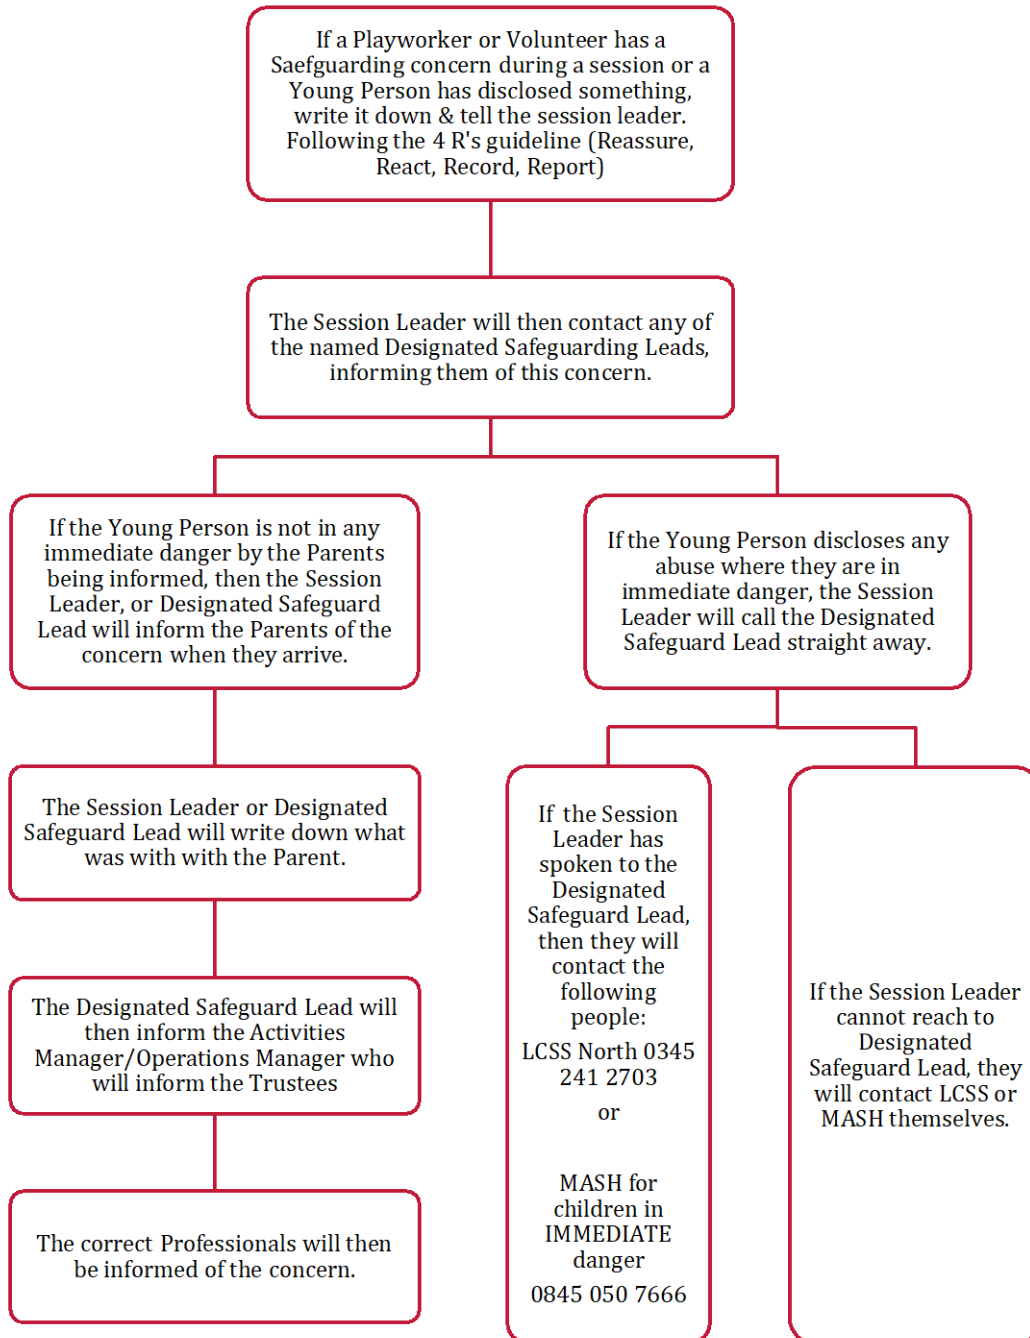 If a Playworker or Volunteer has a
Saefguarding concern during a session or a
Young Person has disclosed something,
write it down & tell the session leader.
Following the 4 R's guideline (Reassure,
React, Record, Report)
The Session Leader will then contact any of
the named Designated Safeguarding Leads,
informing them of this concern.
If the Young Person is not in any
immediate danger by the Parents
being informed, then the Session
Leader, or Designated Safeguard
Lead will inform the Parents of the
concern when they arrive.
The Session Leader or Designated
Safeguard Lead will write down what
was with with the Parent.
The Designated Safeguard Lead will
then inform the Activities
Manager/Operations Manager who
will inform the Trustees
The correct Professionals will then
be informed of the concern.
If the Young Person discloses any
abuse where they are in
immediate danger, the Session
Leader will call the Designated
Safeguard Lead straight away.
If the Session
Leader has
spoken to the
Designated
Safeguard Lead,
then they will
contact the
following
people:
LCSS North 0345
241 2703
or
MASH for
children in
IMMEDIATE
danger
0845 050 7666
If the Session Leader
cannot reach to
Designated
Safeguard Lead, they
will contact LCSS or
MASH themselves.